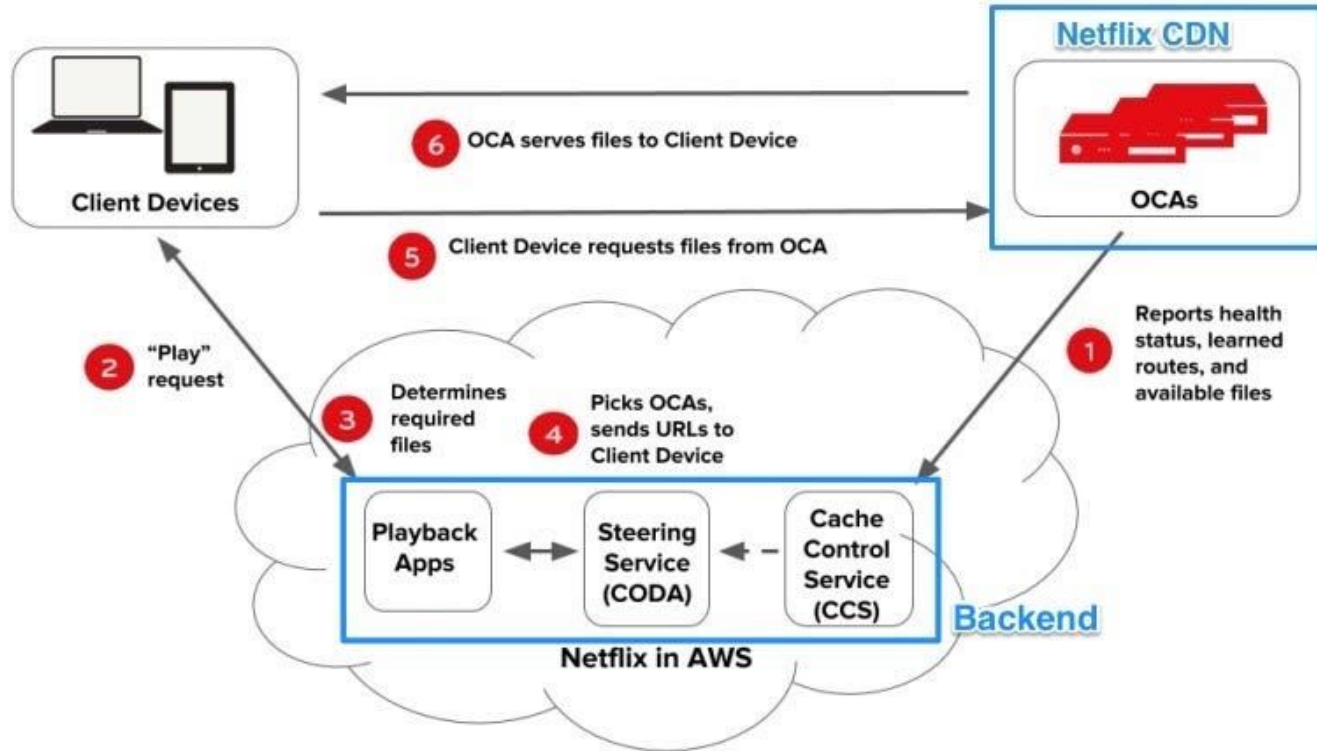 Netflix CDN
6 OCA serves files to Client Device
Client Devices
OCAs
5 Client Device requests files from OCA
1 Reports health
status, learned
routes, and
available files
2 “Play”
request
3 Determines
required
files
4 Picks OCAs,
sends URLs to
Client Device
Playback
Apps
Steering
Service
(CODA)
Cache
Control
Service
(CCS)
Backend
Netflix in AWS